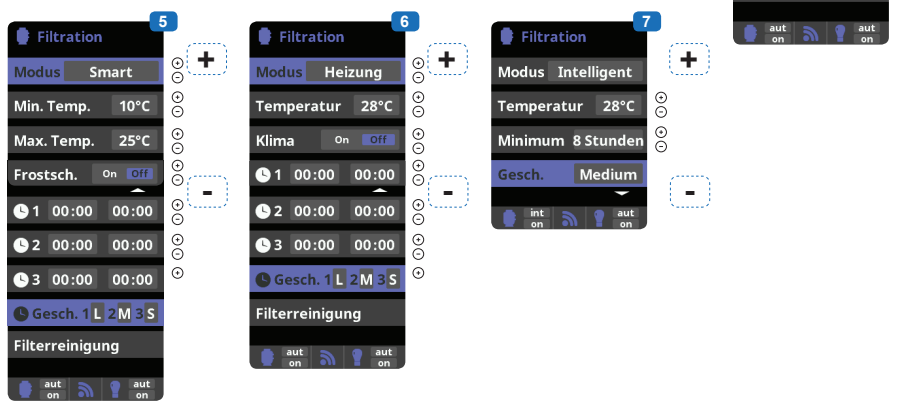 5
Filtration
Modus Smart
Min. Temp. 10°C
Max. Temp. 25°C
Frostsch. On Off
1 00:00 00:00
2 00:00 00:00
3 00:00 00:00
Gesch. 1 L 2 M 3 S
Filterreinigung
aut on aut on
+
-
6
Filtration
Modus Heizung
Temperatur 28°C
Klima On Off
1 00:00 00:00
2 00:00 00:00
3 00:00 00:00
Gesch. 1 L 2 M 3 S
Filterreinigung
aut on aut on
+
-
7
Filtration
Modus Intelligent
Temperatur 28°C
Minimum 8 Stunden
Gesch. Medium
int on aut on
+
-
aut on aut on